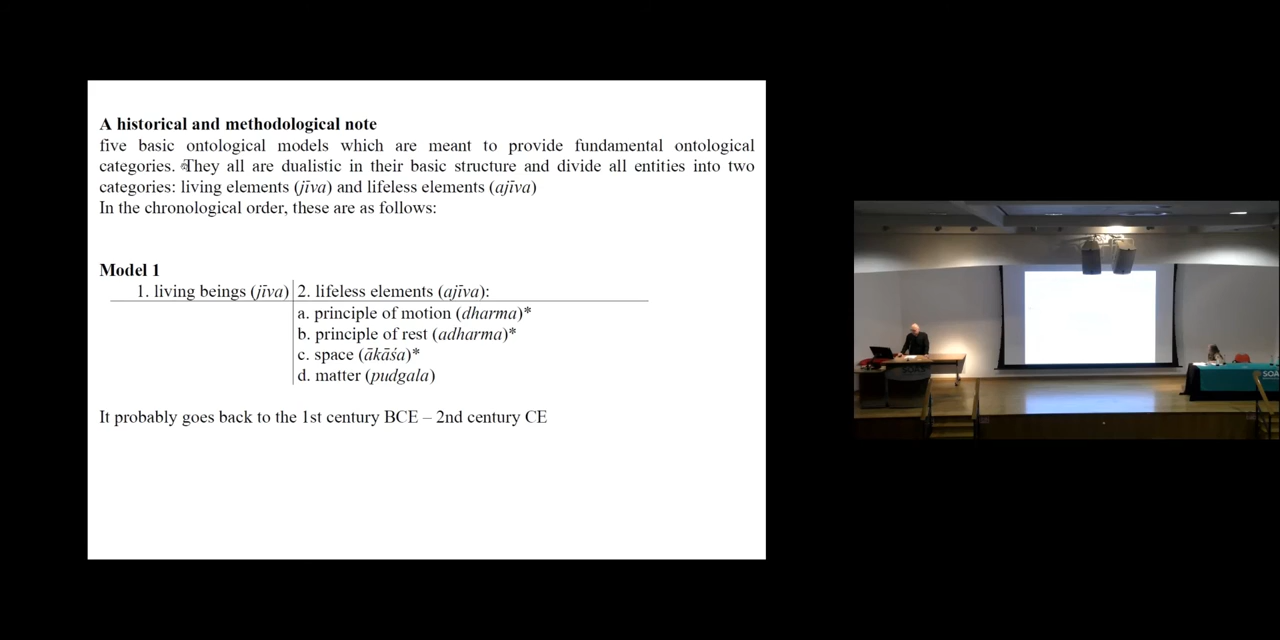 A historical and methodological note
five basic ontological models which are meant to provide fundamental ontological
categories. They all are dualistic in their basic structure and divide all entities into two
categories: living elements (jīva) and lifeless elements (ajīva)
In the chronological order, these are as follows:
Model 1
1. living beings (jīva) 2. lifeless elements (ajīva):
a. principle of motion (dharma)*
b. principle of rest (adharma)*
c. space (ākāśa)*
d. matter (pudgala)
It probably goes back to the 1st century BCE – 2nd century CE
SOA